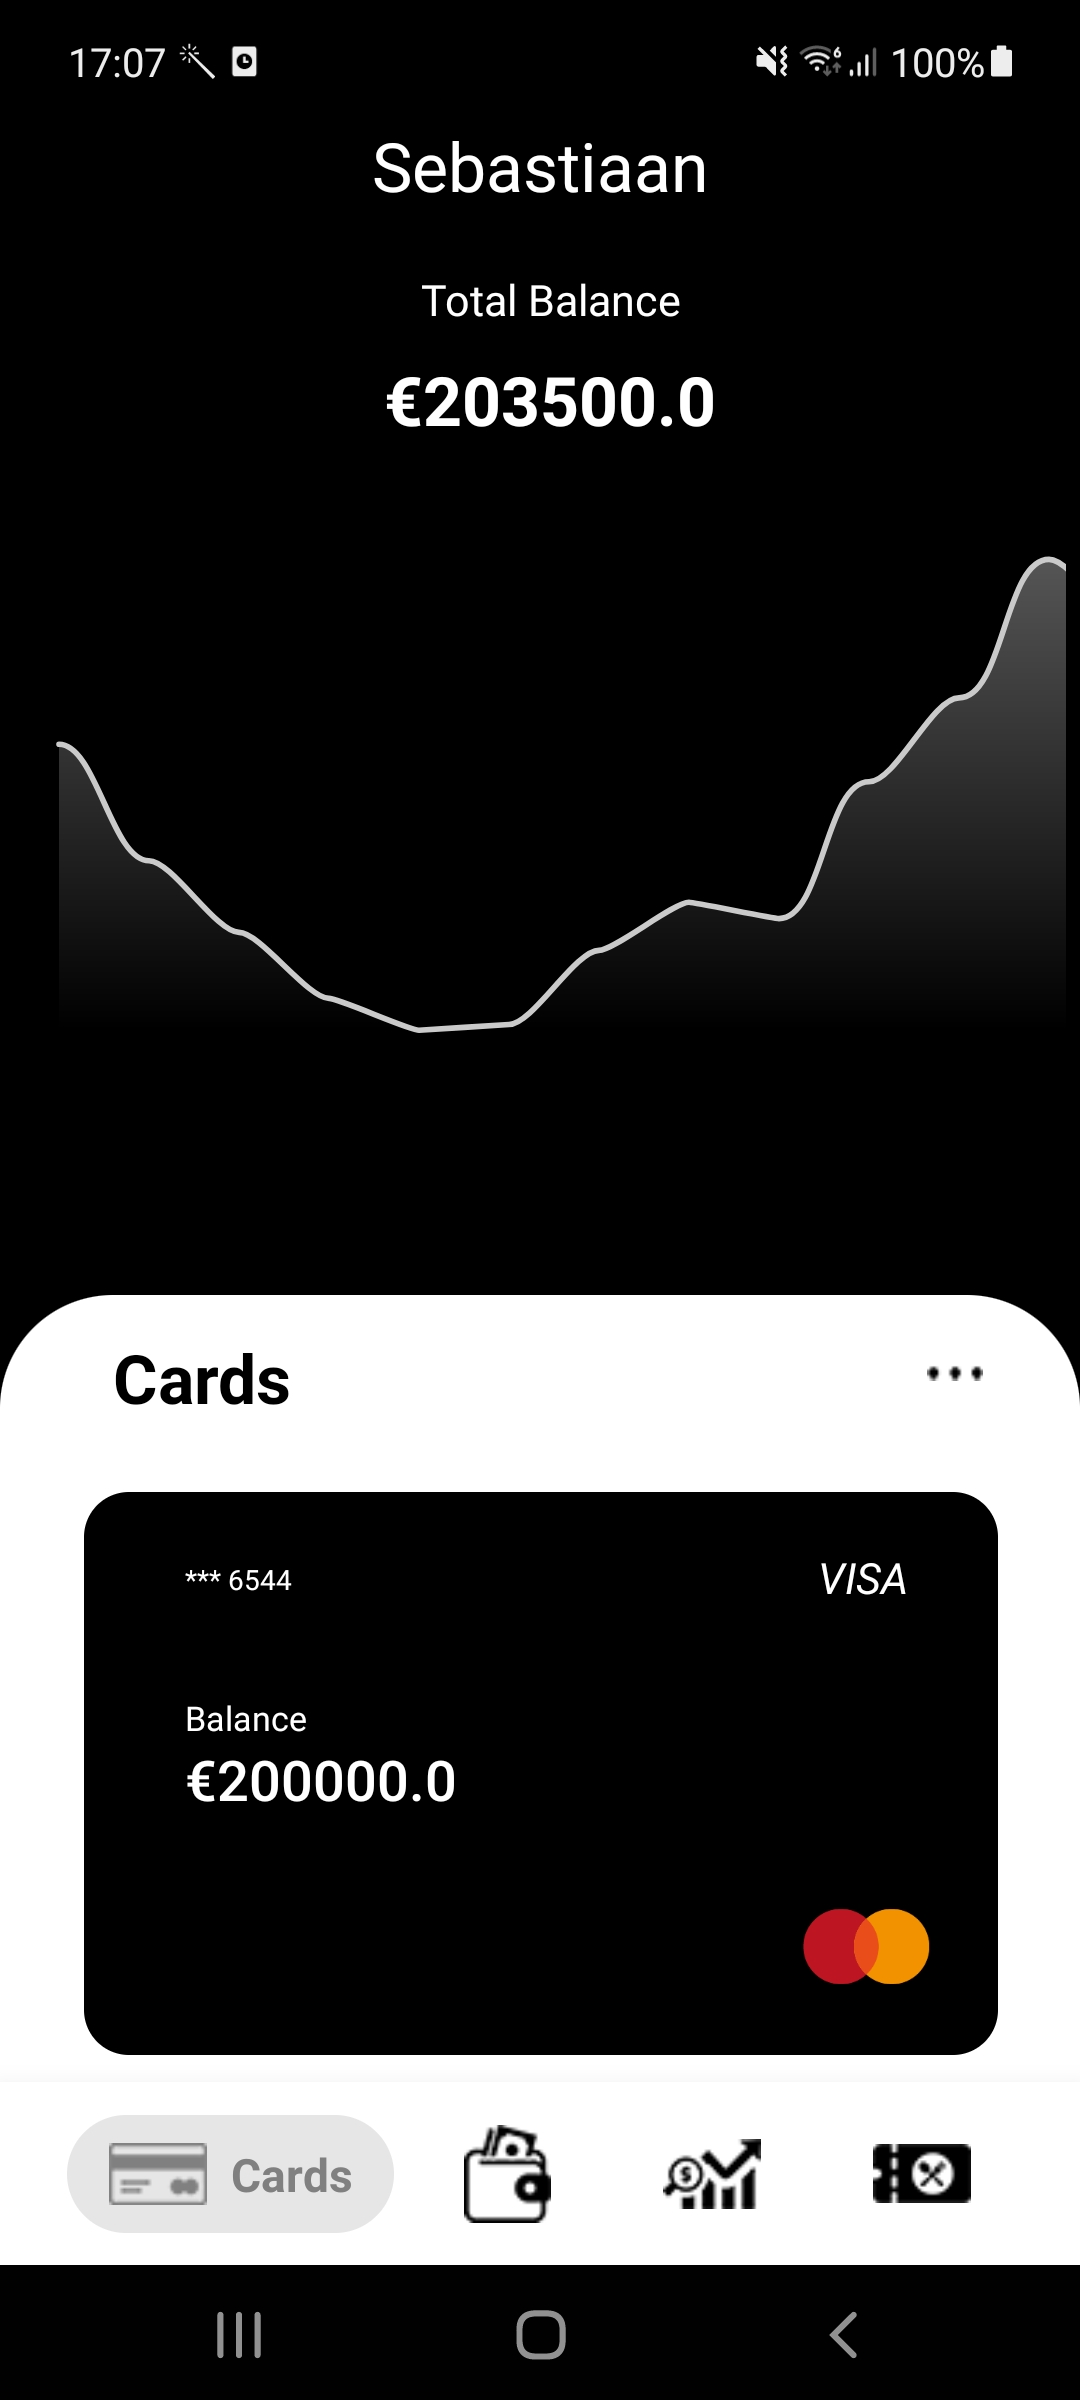 17:07
100%
Sebastiaan
Total Balance
€203500.0
Cards
*** 6544
VISA
Balance
€200000.0
Cards